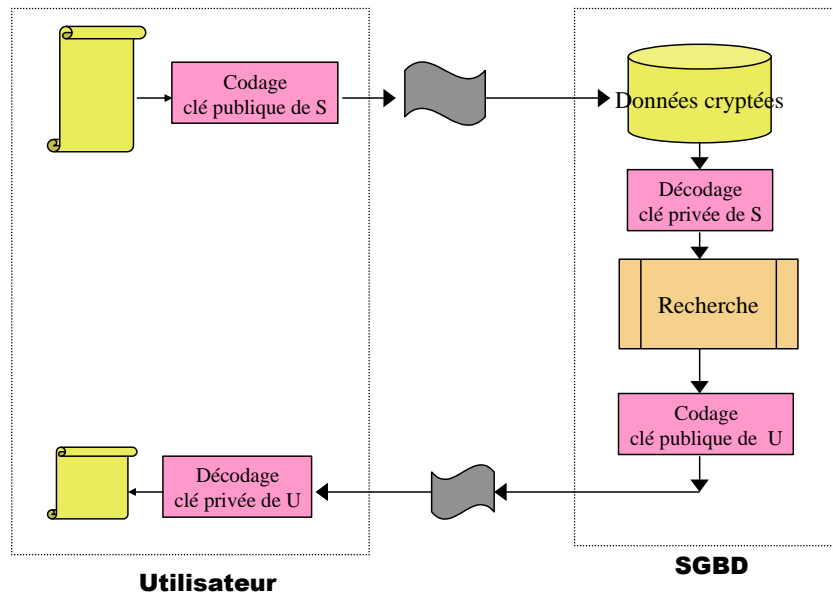 Codage
clé publique de S
Données cryptées
Décodage
clé privée de S
Recherche
Codage
clé publique de U
Décodage
clé privée de U
Utilisateur
SGBD